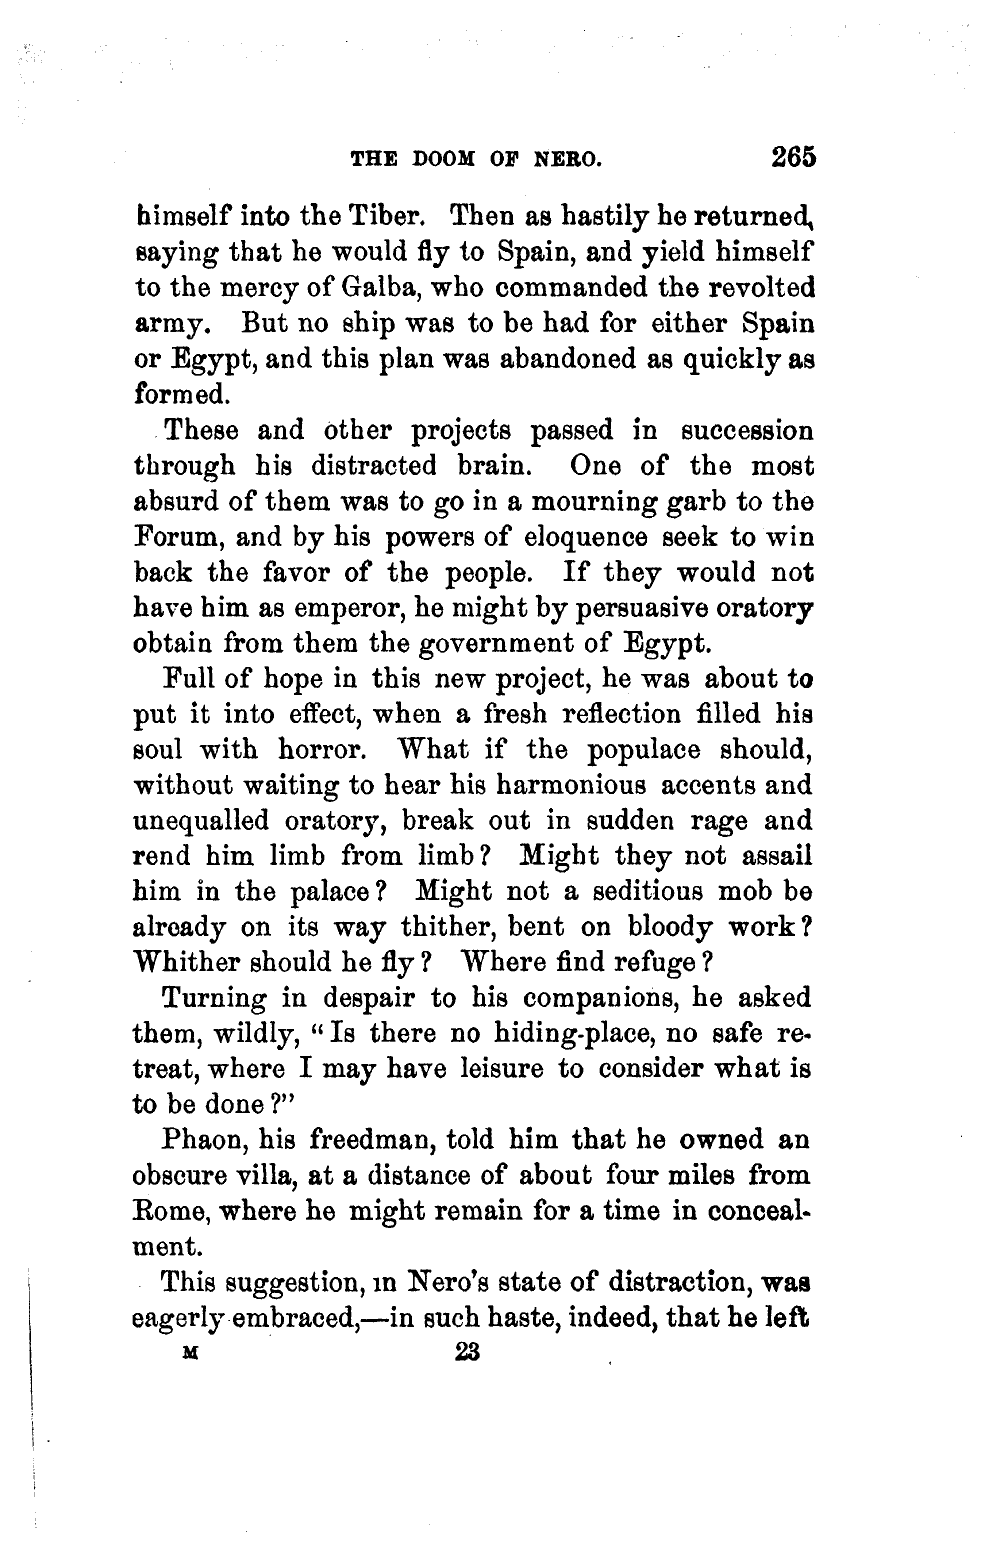 THE DOOM OF NERO. 265
himself into the Tiber. Then as hastily he returned,
saying that he would fly to Spain, and yield himself
to the mercy of Galba, who commanded the revolted
army. But no ship was to be had for either Spain
or Egypt, and this plan was abandoned as quickly as
formed.
These and other projects passed in succession
through his distracted brain. One of the most
absurd of them was to go in a mourning garb to the
Forum, and by his powers of eloquence seek to win
back the favor of the people. If they would not
have him as emperor, he might by persuasive oratory
obtain from them the government of Egypt.
Full of hope in this new project, he was about to
put it into effect, when a fresh reflection filled his
soul with horror. What if the populace should,
without waiting to hear his harmonious accents and
unequalled oratory, break out in sudden rage and
rend him limb from limb? Might they not assail
him in the palace? Might not a seditious mob be
already on its way thither, bent on bloody work?
Whither should he fly? Where find refuge?
Turning in despair to his companions, he asked
them, wildly, "Is there no hiding-place, no safe re-
treat, where I may have leisure to consider what is
to be done?"
Phaon, his freedman, told him that he owned an
obscure villa, at a distance of about four miles from
Rome, where he might remain for a time in conceal-
ment.
This suggestion, in Nero's state of distraction, was
eagerly embraced,—in such haste, indeed, that he left
M 23